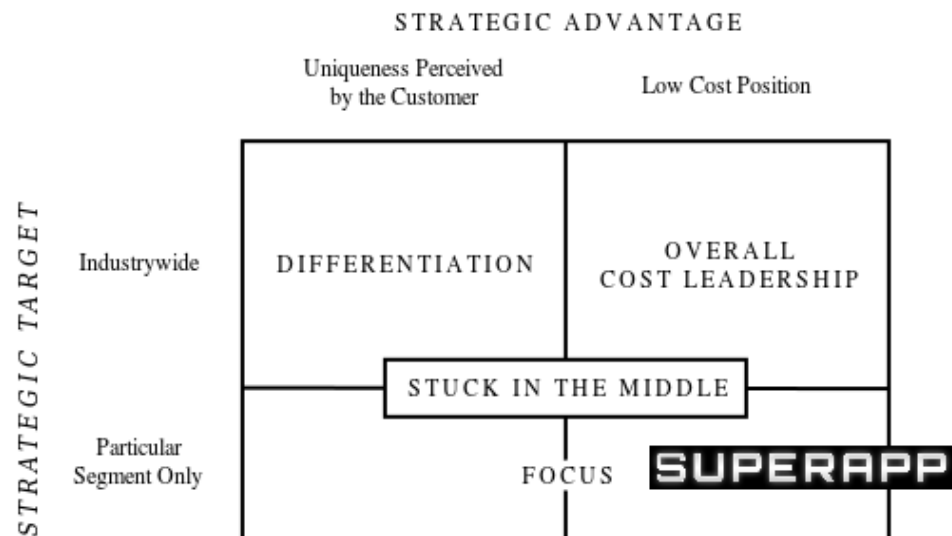 STRATEGIC ADVANTAGE
Uniqueness Perceived
by the Customer
Low Cost Position
STRATEGIC TARGET
Industrywide
DIFFERENTIATION
OVERALL
COST LEADERSHIP
STUCK IN THE MIDDLE
Particular
Segment Only
FOCUS
SUPERAPP